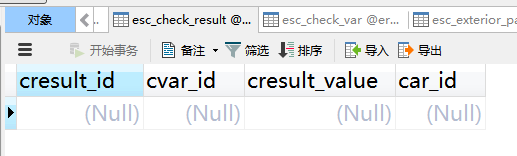 对象 ... esc_check_result @... esc_check_var @er... esc_exterior_pa
开始事务 备注 筛选 排序 导入 导出
cresult_id cvar_id cresult_value car_id
(Null) (Null) (Null) (Null)